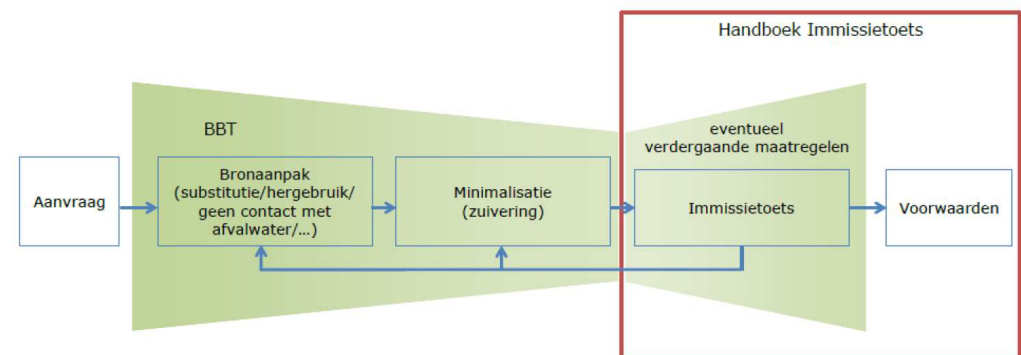 Handboek Immissietoets
BBT
eventueel
verdergaande maatregelen
Aanvraag
Bronaanpak
(substitutie/hergebruik/
geen contact met
afvalwater/...)
Minimalisatie
(zuivering)
Immissietoets
Voorwaarden